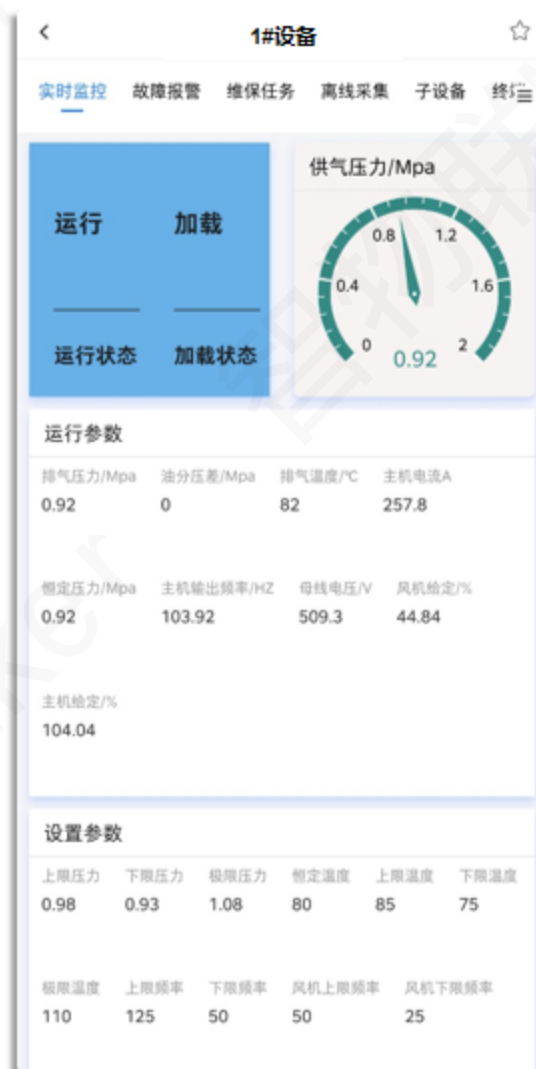 1#设备
实时监控 故障报警 维保任务 离线采集 子设备
运行 加载
运行状态 加载状态
供气压力/Mpa
0 0.4 0.8 1.2 1.6 2
0.92
运行参数
排气压力/Mpa 油分压差/Mpa 排气温度/℃ 主机电流A
0.92 0 82 257.8
恒定压力/Mpa 主机输出频率/HZ 母线电压/V 风机给定/%
0.92 103.92 509.3 44.84
主机给定/%
104.04
设置参数
上限压力 下限压力 极限压力 恒定温度 上限温度 下限温度
0.98 0.93 1.08 80 85 75
极限温度 上限频率 下限频率 风机上限频率 风机下限频率
110 125 50 50 25